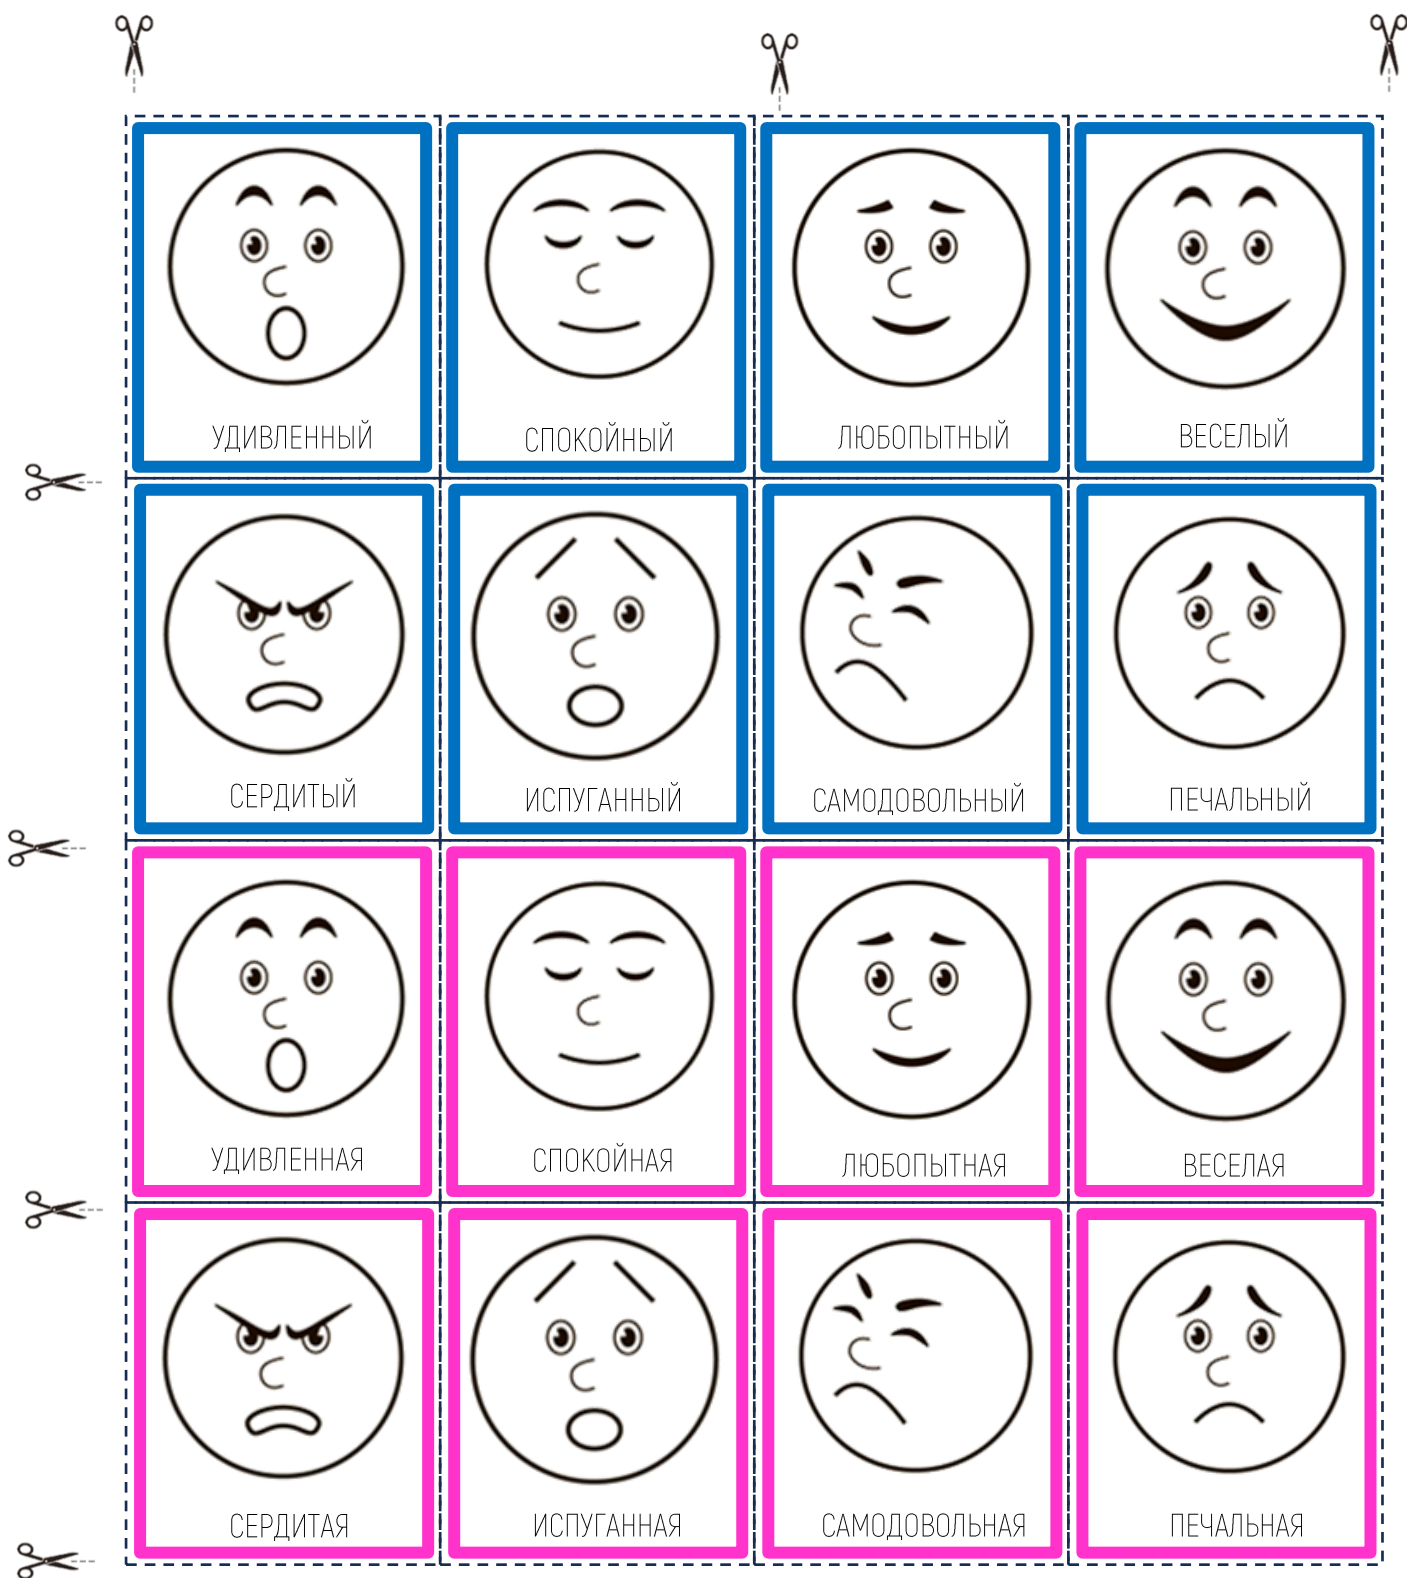 УДИВЛЕННЫЙ
СПОКОЙНЫЙ
ЛЮБОПЫТНЫЙ
ВЕСЕЛЫЙ
СЕРДИТЫЙ
ИСПУГАННЫЙ
САМОДОВОЛЬНЫЙ
ПЕЧАЛЬНЫЙ
УДИВЛЕННАЯ
СПОКОЙНАЯ
ЛЮБОПЫТНАЯ
ВЕСЕЛАЯ
СЕРДИТАЯ
ИСПУГАННАЯ
САМОДОВОЛЬНАЯ
ПЕЧАЛЬНАЯ